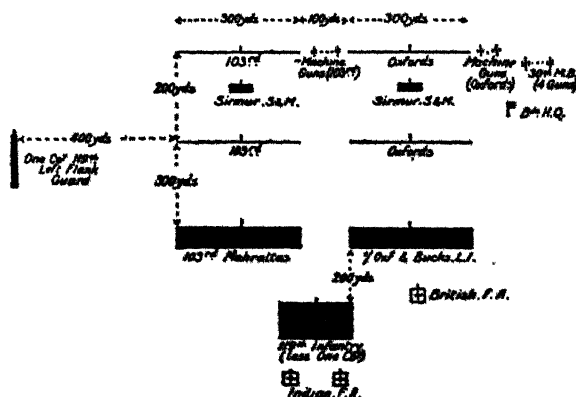 300yds 100yds 300yds
103rd
Machine
Guns (103rd)
Oxfords
Machine
Guns
(Oxfords)
30th M.B.
(4 Guns)
200yds
Sirmur. S&M.
Sirmur. S&M.
Bde H.Q.
400yds
103rd
Oxfords
One Coy 119th
Left Flank
Guard
300yds
103rd Mahrattas
1/ Oxf & Bucks. L.I.
200yds
British. F.A.
119th Infantry
(less One Coy)
Indian. F.A.